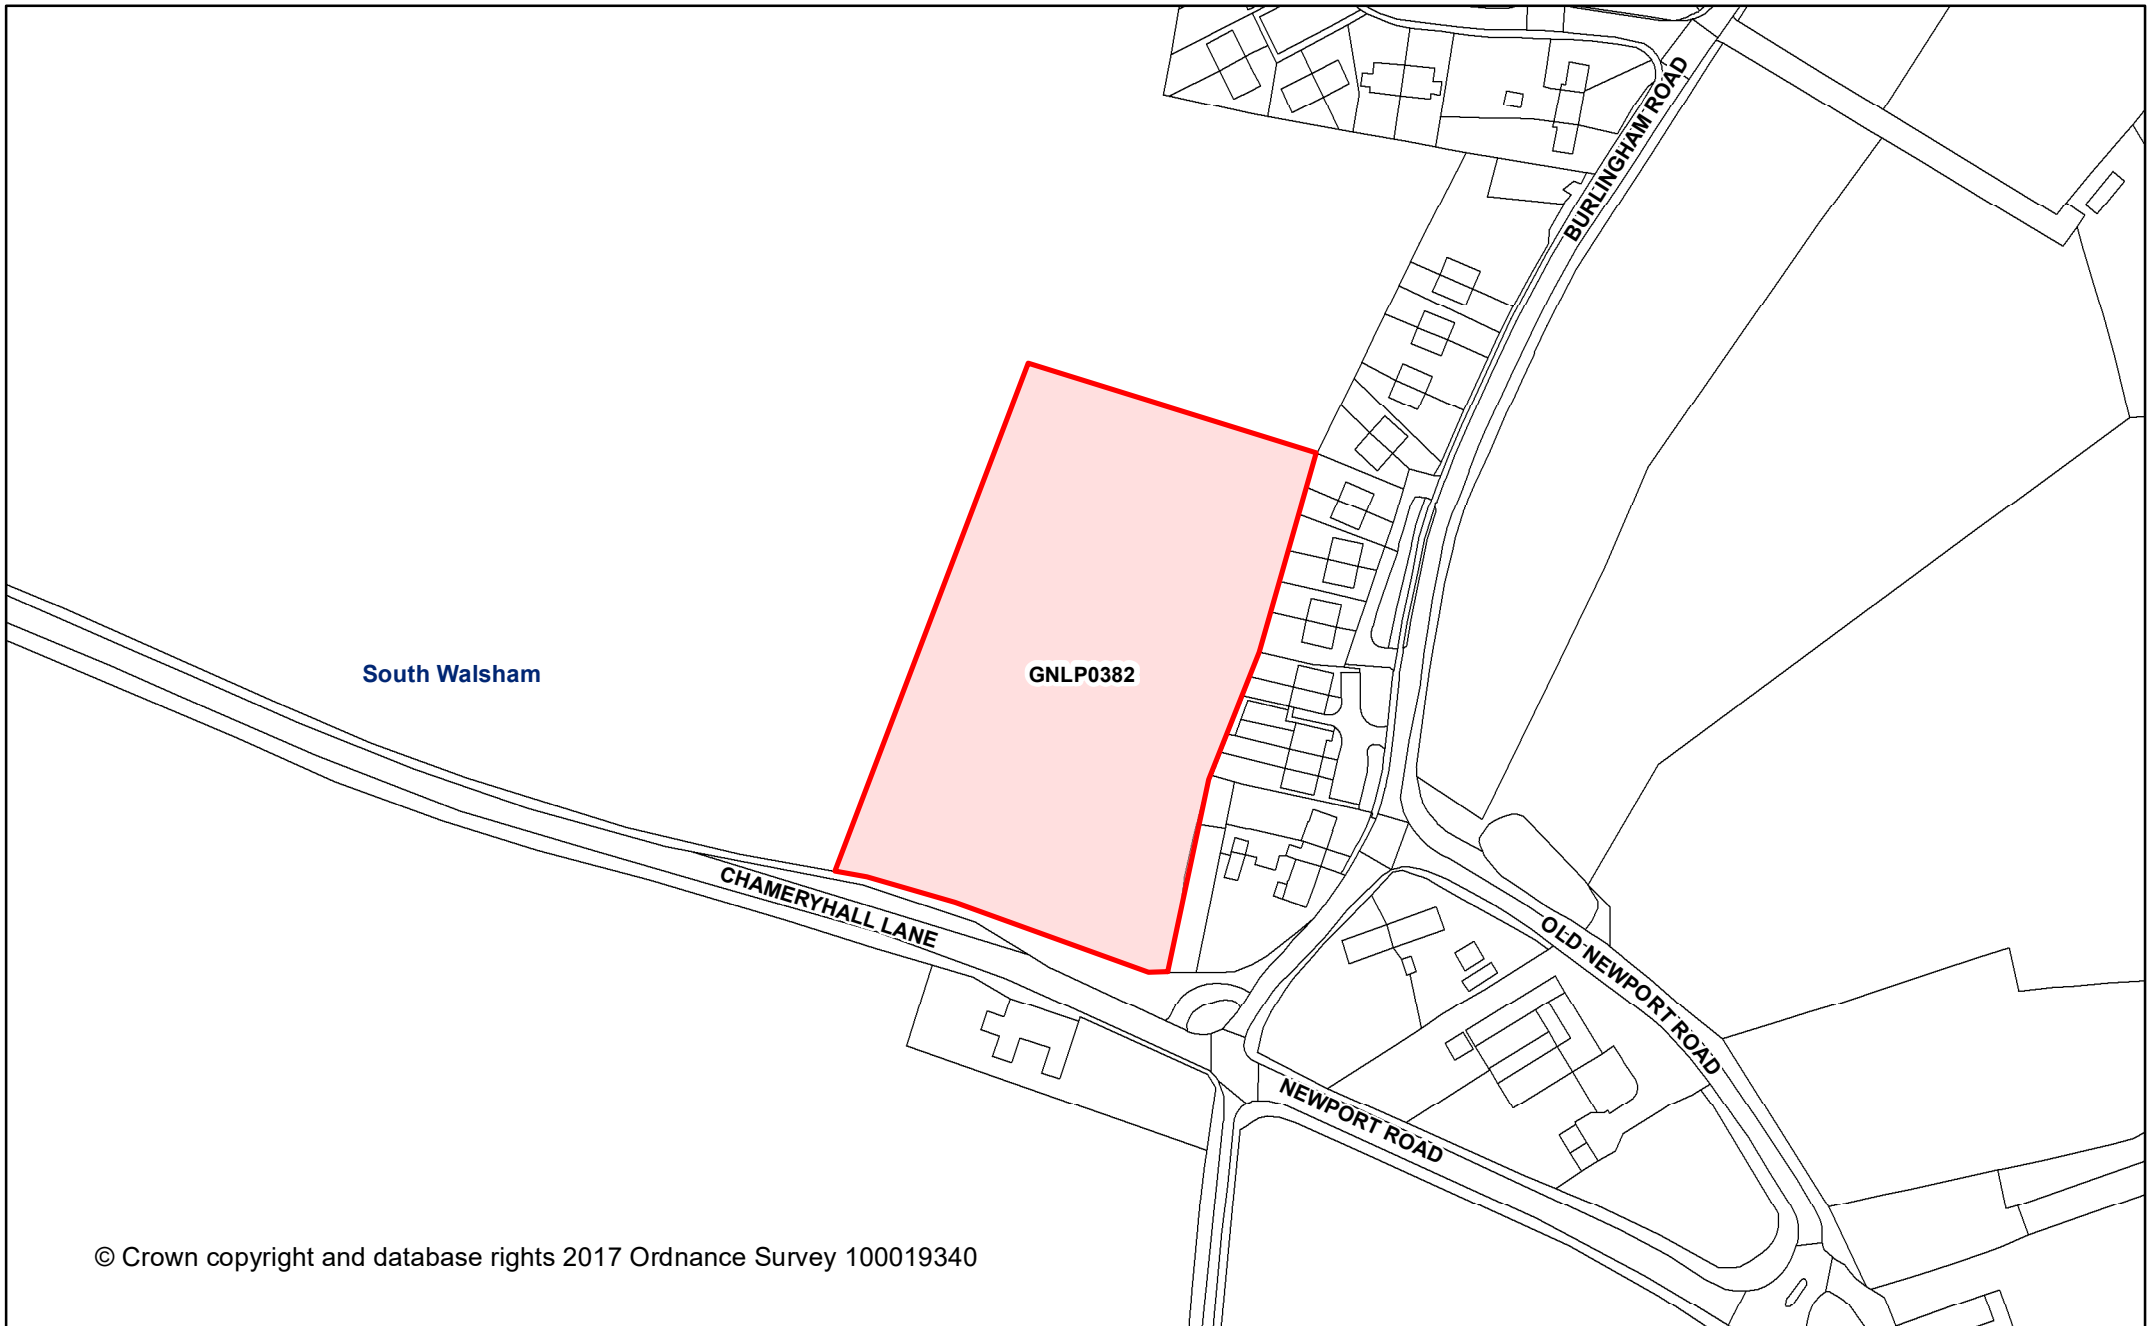 BURLINGHAM ROAD
South Walsham
GNLP0382
CHAMERYHALL LANE
OLD NEWPORT ROAD
NEWPORT ROAD
© Crown copyright and database rights 2017 Ordnance Survey 100019340